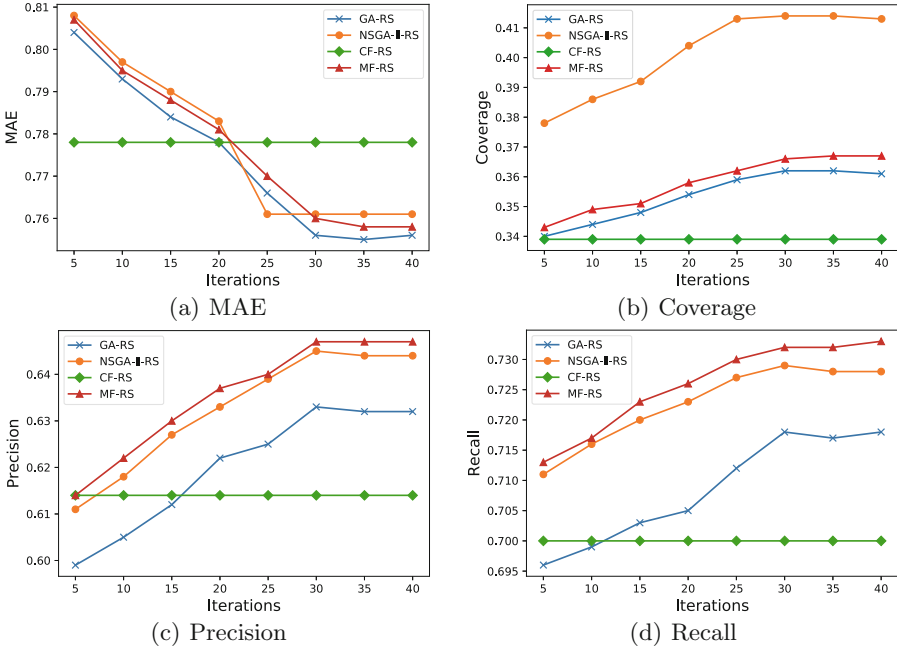 0.81
0.80
0.79
0.78
0.77
0.76
MAE
5 10 15 20 25 30 35 40
Iterations
GA-RS
NSGA-II-RS
CF-RS
MF-RS
(a) MAE
0.41
0.40
0.39
0.38
0.37
0.36
0.35
0.34
Coverage
5 10 15 20 25 30 35 40
Iterations
GA-RS
NSGA-II-RS
CF-RS
MF-RS
(b) Coverage
0.64
0.63
0.62
0.61
0.60
Precision
5 10 15 20 25 30 35 40
Iterations
GA-RS
NSGA-II-RS
CF-RS
MF-RS
(c) Precision
0.730
0.725
0.720
0.715
0.710
0.705
0.700
0.695
Recall
5 10 15 20 25 30 35 40
Iterations
GA-RS
NSGA-II-RS
CF-RS
MF-RS
(d) Recall